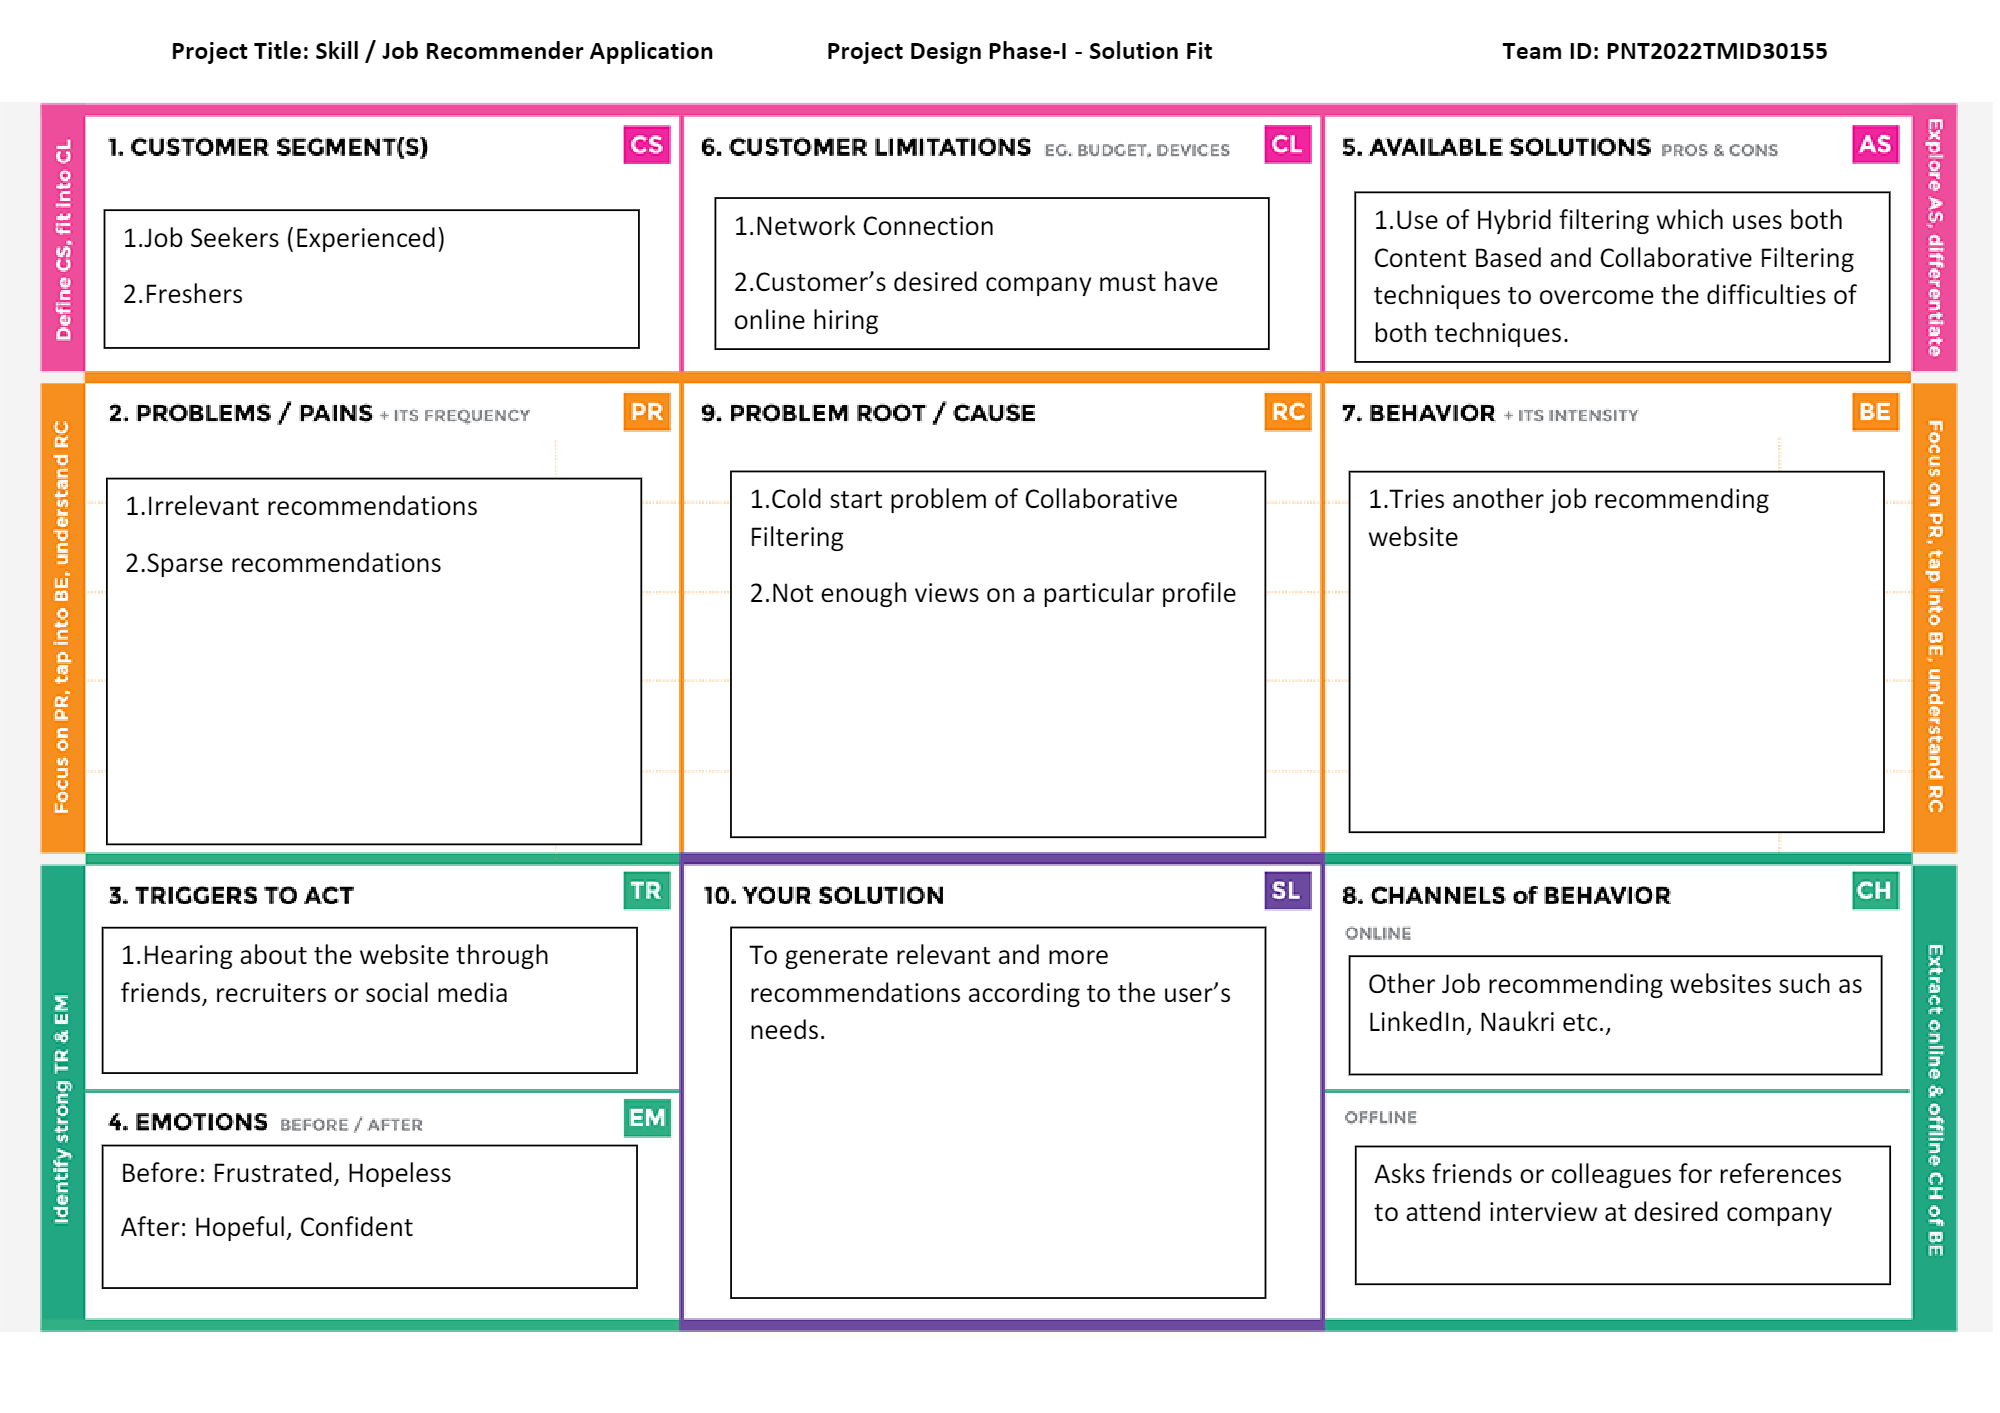 Project Title: Skill / Job Recommender Application
Project Design Phase-I - Solution Fit
Team ID: PNT2022TMID30155
Define CS, fit into CL
1. CUSTOMER SEGMENT(S)
CS
1.Job Seekers (Experienced)
2.Freshers
6. CUSTOMER LIMITATIONS EG. BUDGET, DEVICES
CL
1.Network Connection
2.Customer’s desired company must have
online hiring
5. AVAILABLE SOLUTIONS PROS & CONS
AS
1.Use of Hybrid filtering which uses both
Content Based and Collaborative Filtering
techniques to overcome the difficulties of
both techniques.
Explore AS, differentiate
Focus on PR, tap into BE, understand RC
2. PROBLEMS / PAINS + ITS FREQUENCY
PR
1.Irrelevant recommendations
2.Sparse recommendations
9. PROBLEM ROOT / CAUSE
RC
1.Cold start problem of Collaborative
Filtering
2.Not enough views on a particular profile
7. BEHAVIOR + ITS INTENSITY
BE
1.Tries another job recommending
website
Focus on PR, tap into BE, understand RC
Identify strong TR & EM
3. TRIGGERS TO ACT
TR
1.Hearing about the website through
friends, recruiters or social media
4. EMOTIONS BEFORE / AFTER
EM
Before: Frustrated, Hopeless
After: Hopeful, Confident
10. YOUR SOLUTION
SL
To generate relevant and more
recommendations according to the user’s
needs.
8. CHANNELS of BEHAVIOR
CH
ONLINE
Other Job recommending websites such as
LinkedIn, Naukri etc.,
OFFLINE
Asks friends or colleagues for references
to attend interview at desired company
Extract online & offline CH of BE